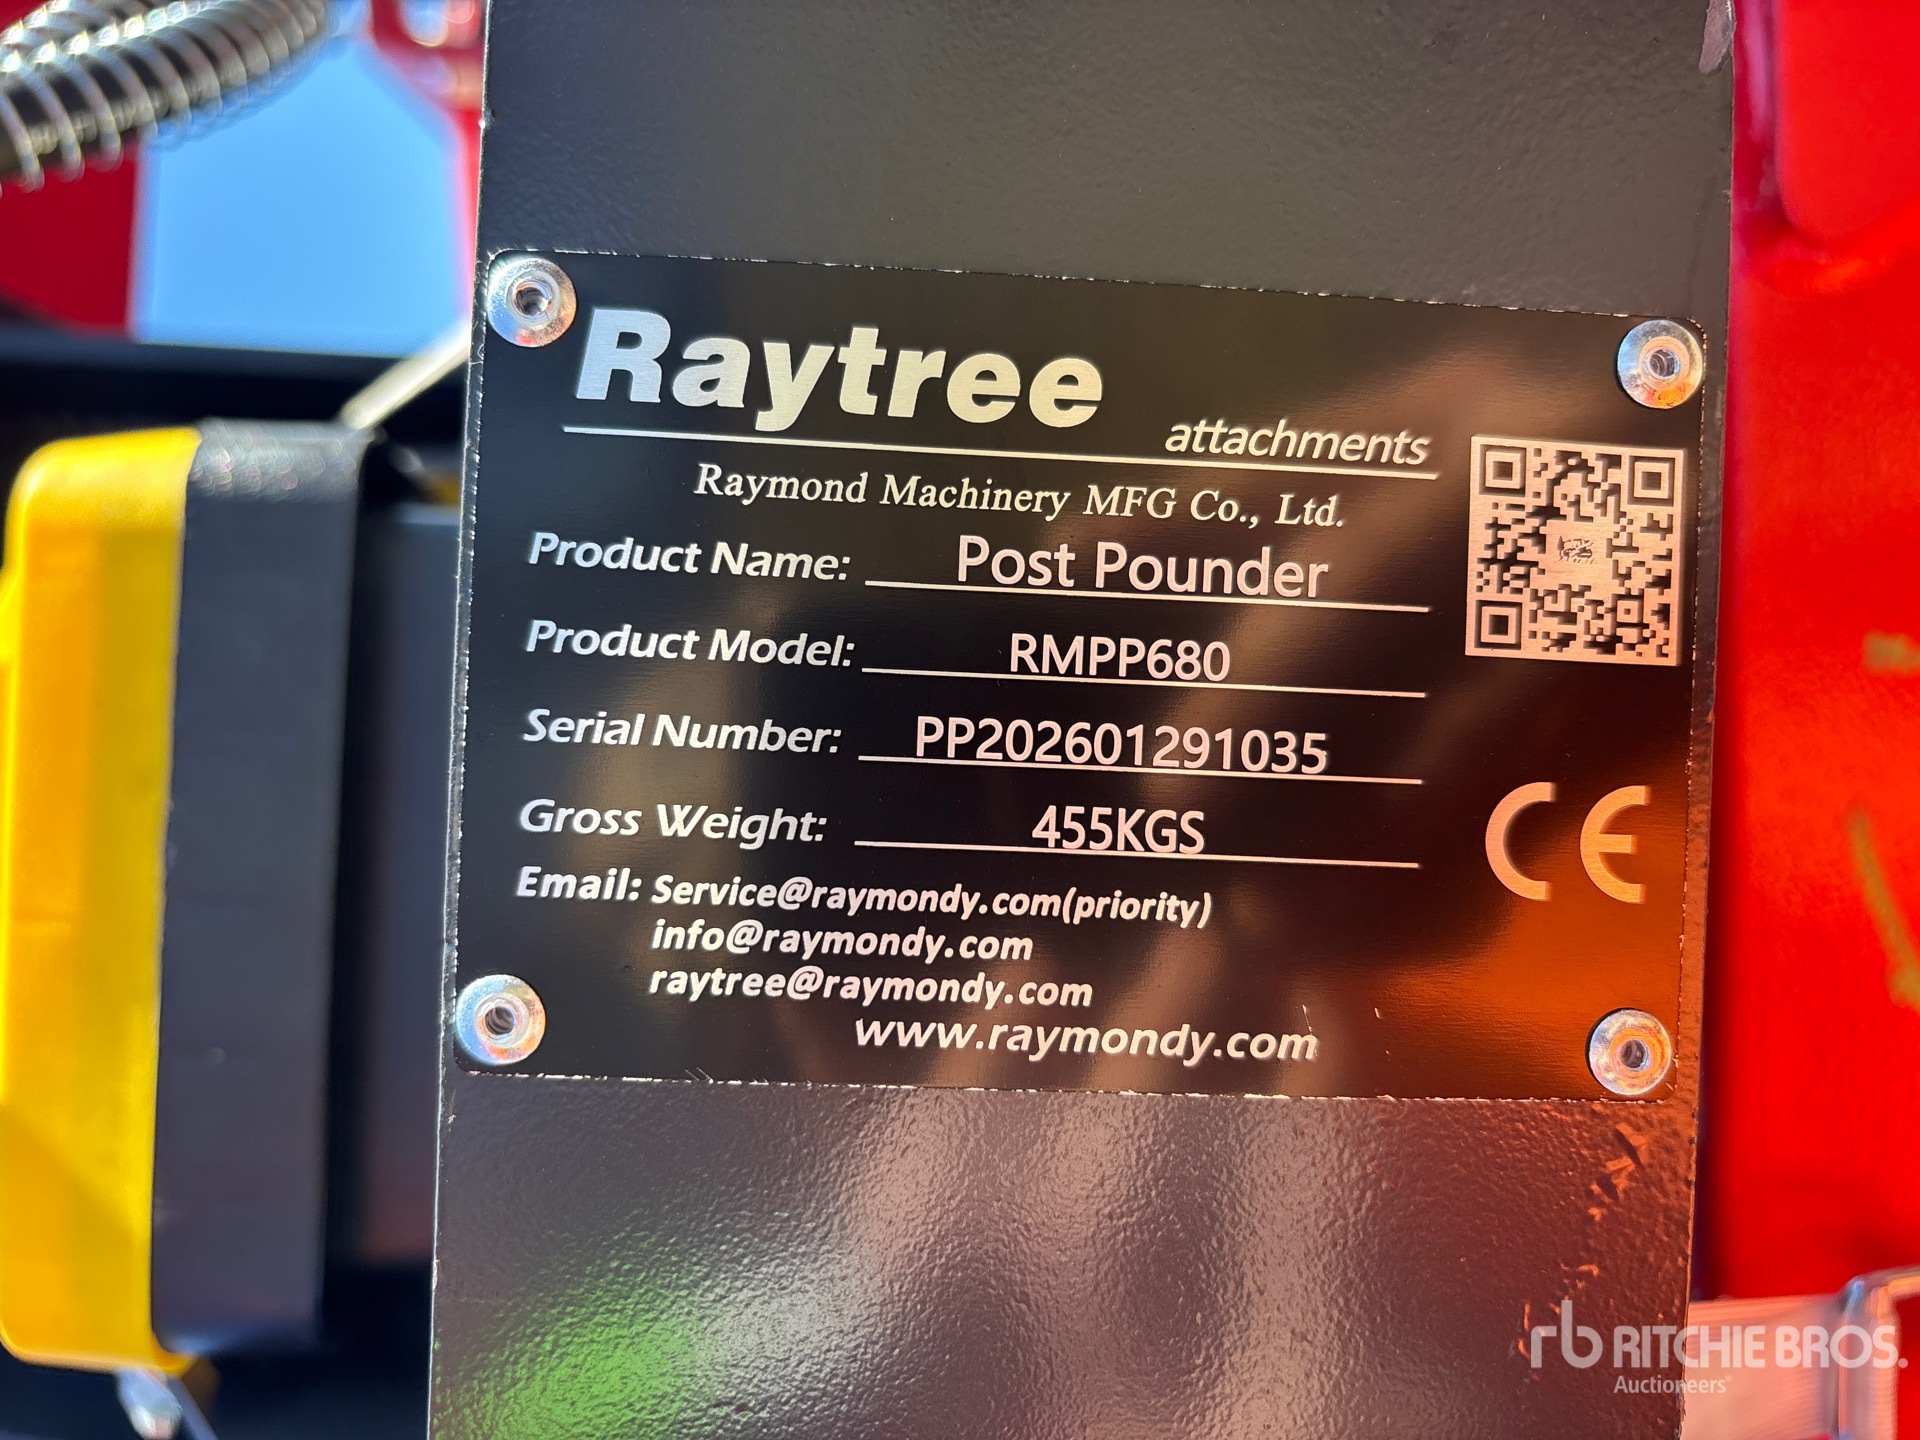 Raytree
attachments
Raymond Machinery MFG Co., Ltd.
Product Name: Post Pounder
Product Model: RMPP680
Serial Number: PP202601291035
Gross Weight: 455KGS
CE
Email: Service@raymondy.com(priority)
info@raymondy.com
raytree@raymondy.com
www.raymondy.com
rb RITCHIE BROS.
Auctioneers